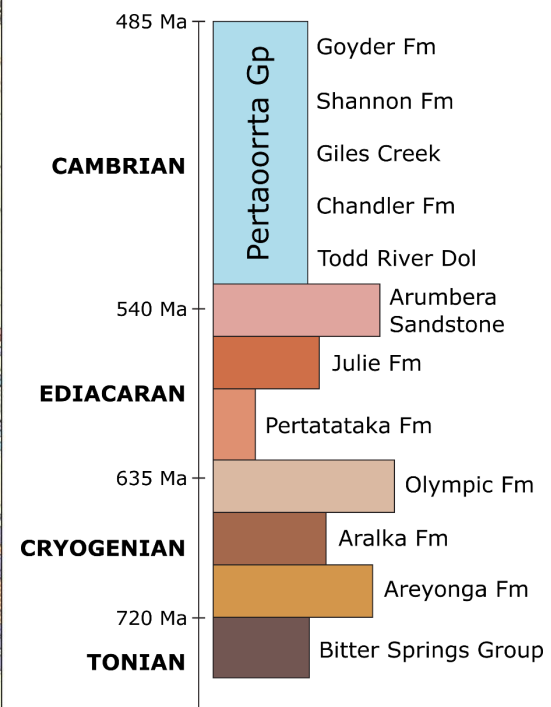 485 Ma
Pertaoorrta Gp
Goyder Fm
Shannon Fm
Giles Creek
CAMBRIAN
Chandler Fm
Todd River Dol
540 Ma
Arumbera
Sandstone
Julie Fm
EDIACARAN
Pertatataka Fm
635 Ma
Olympic Fm
Aralka Fm
CRYOGENIAN
Areyonga Fm
720 Ma
Bitter Springs Group
TONIAN